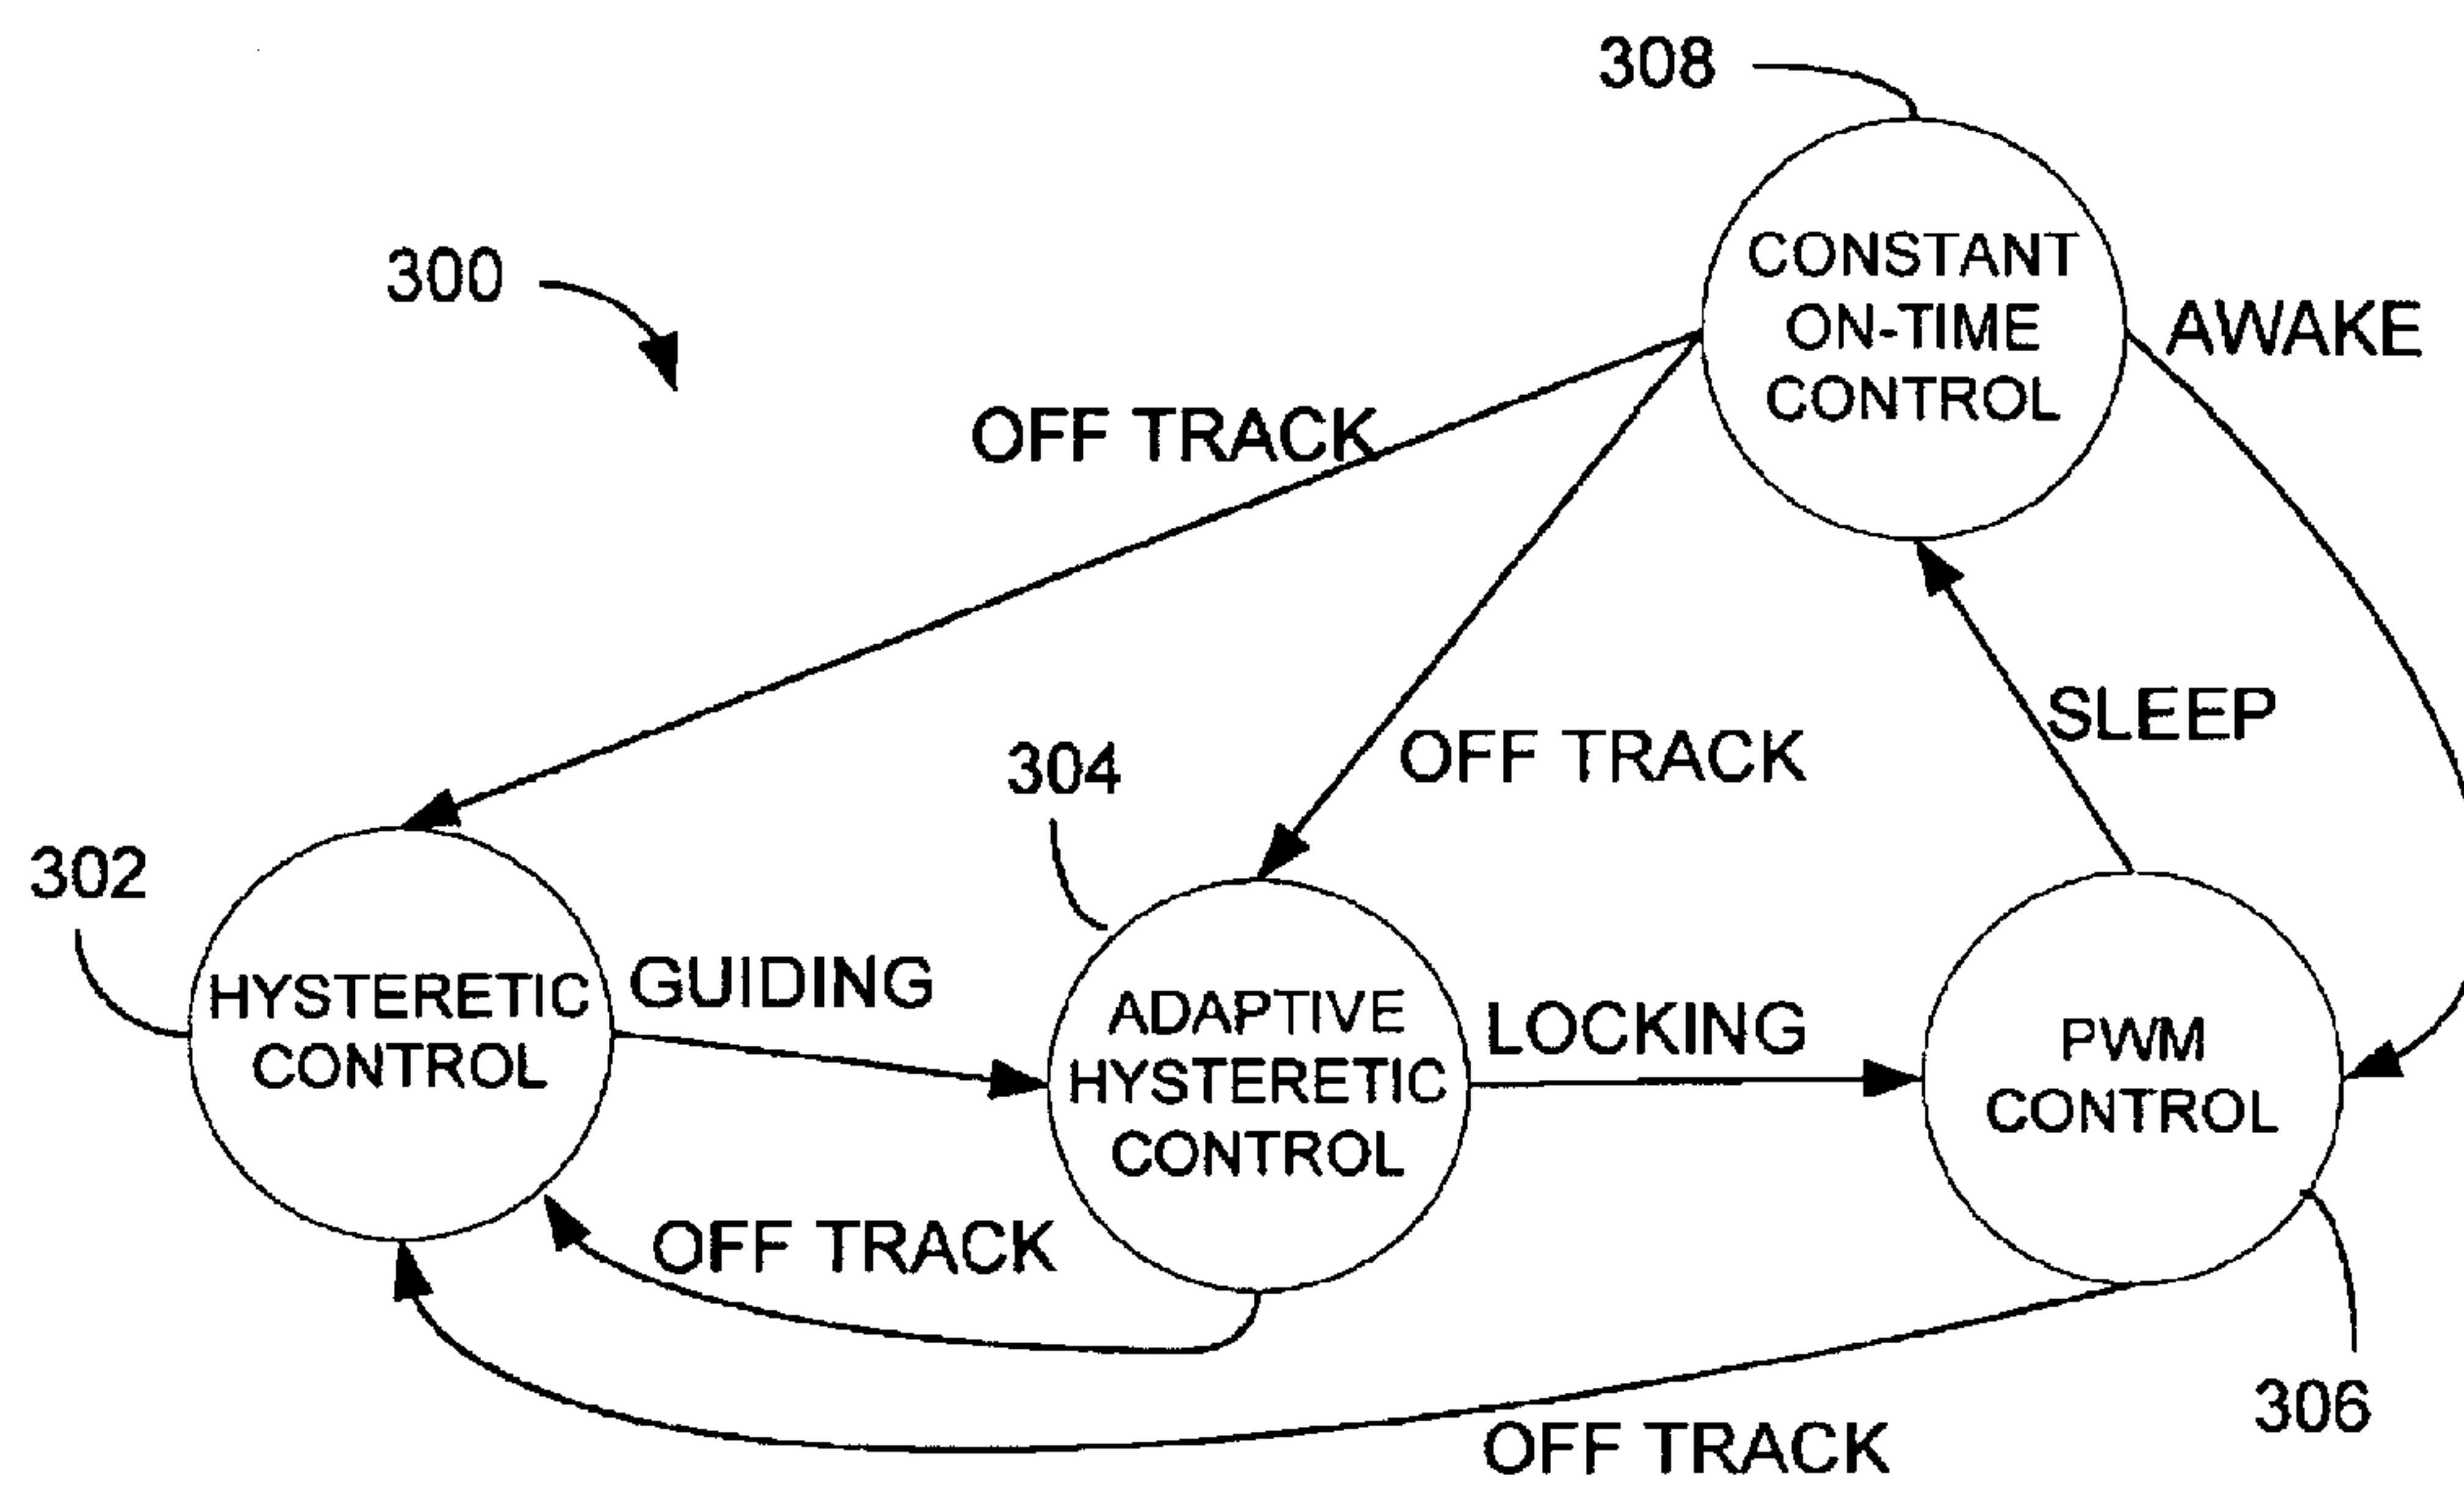 308
CONSTANT
ON-TIME
CONTROL
AWAKE
300
OFF TRACK
SLEEP
OFF TRACK
304
302
HYSTERETIC
CONTROL
GUIDING
ADAPTIVE
HYSTERETIC
CONTROL
LOCKING
PWM
CONTROL
OFF TRACK
306
OFF TRACK